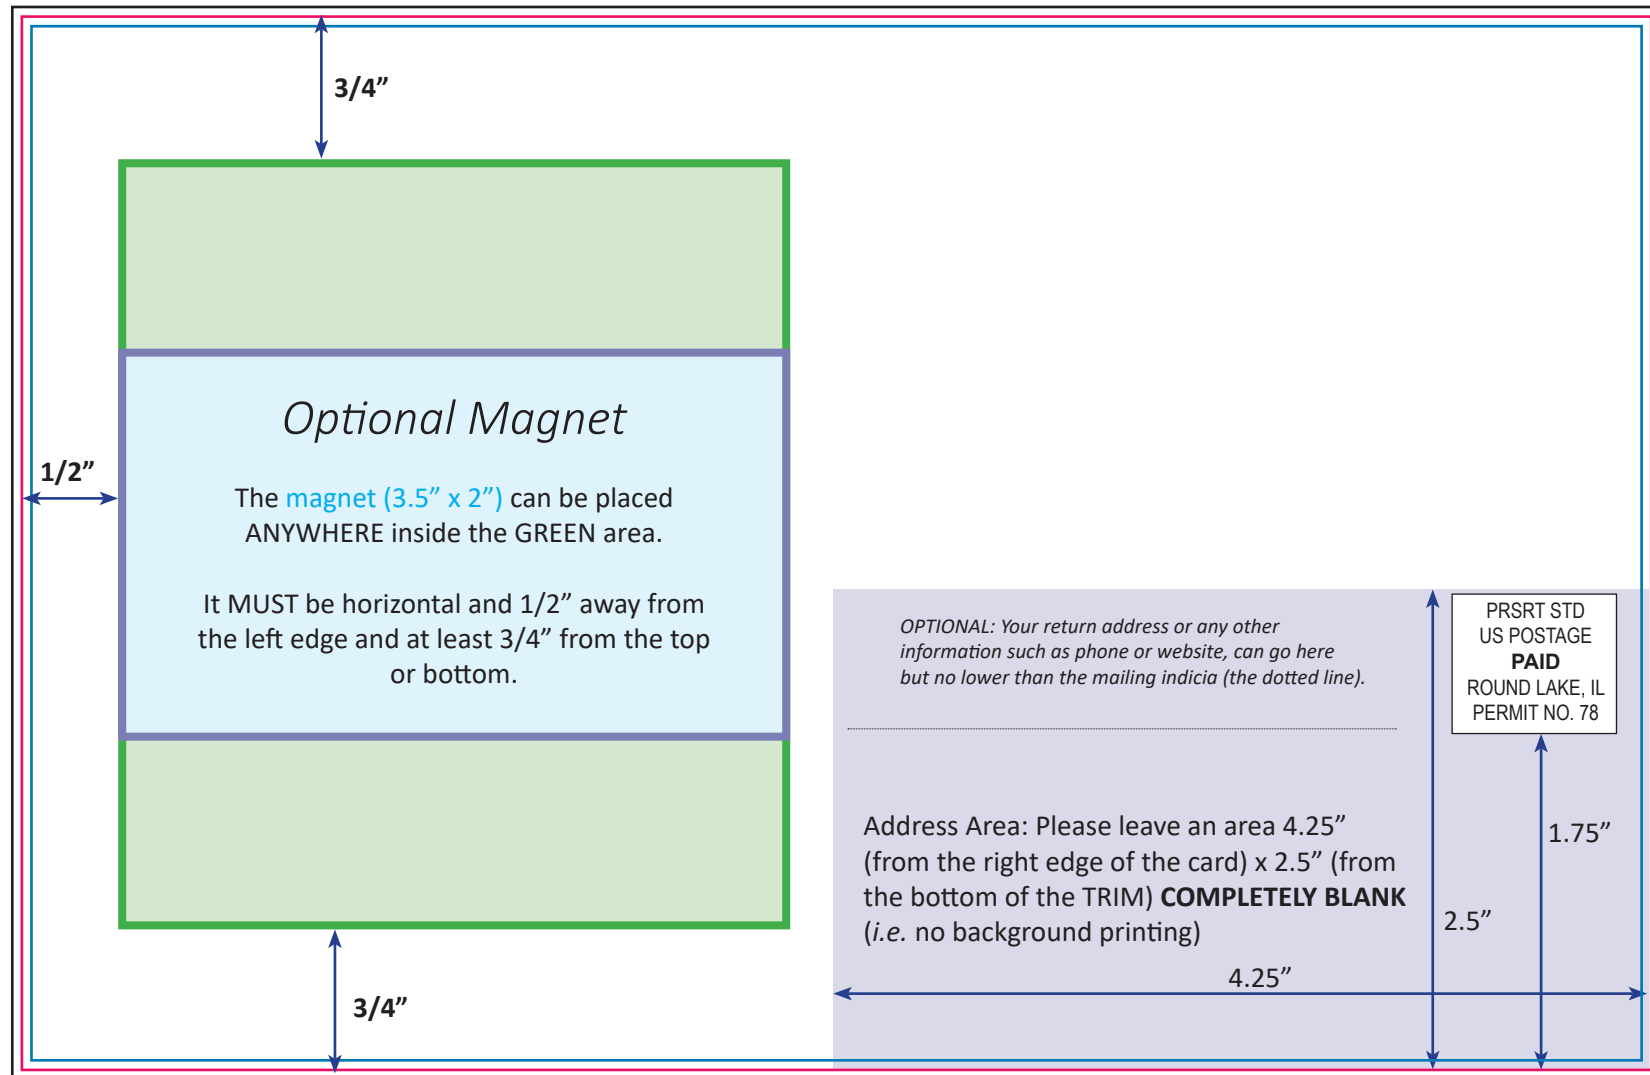 3/4”
Optional Magnet
1/2”
The magnet (3.5” x 2”) can be placed
ANYWHERE inside the GREEN area.
It MUST be horizontal and 1/2” away from
the left edge and at least 3/4” from the top
or bottom.
3/4”
OPTIONAL: Your return address or any other
information such as phone or website, can go here
but no lower than the mailing indicia (the dotted line).
PRSRT STD
US POSTAGE
PAID
ROUND LAKE, IL
PERMIT NO. 78
Address Area: Please leave an area 4.25”
(from the right edge of the card) x 2.5” (from
the bottom of the TRIM) COMPLETELY BLANK
(i.e. no background printing)
1.75”
2.5”
4.25”